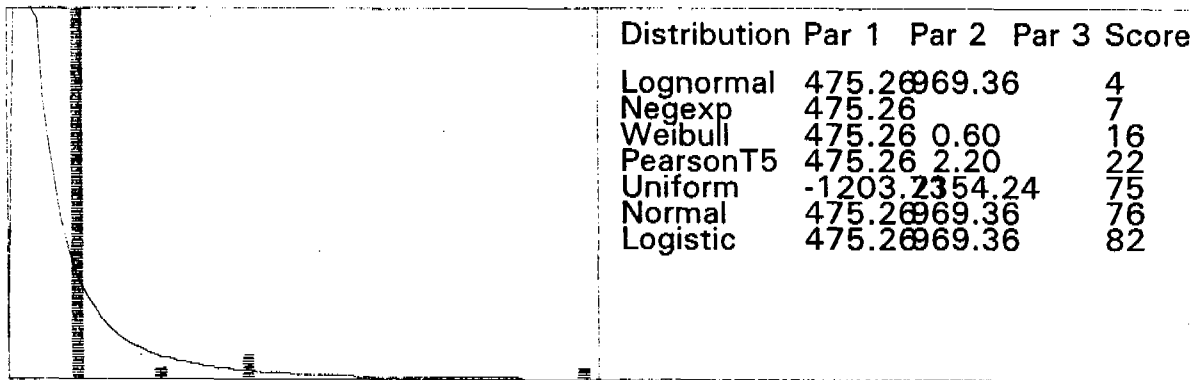 Distribution Par 1 Par 2 Par 3 Score
Lognormal 475.26 969.36 4
Negexp 475.26 7
Weibull 475.26 0.60 16
PearsonT5 475.26 2.20 22
Uniform -1203.73 2154.24 75
Normal 475.26 969.36 76
Logistic 475.26 969.36 82